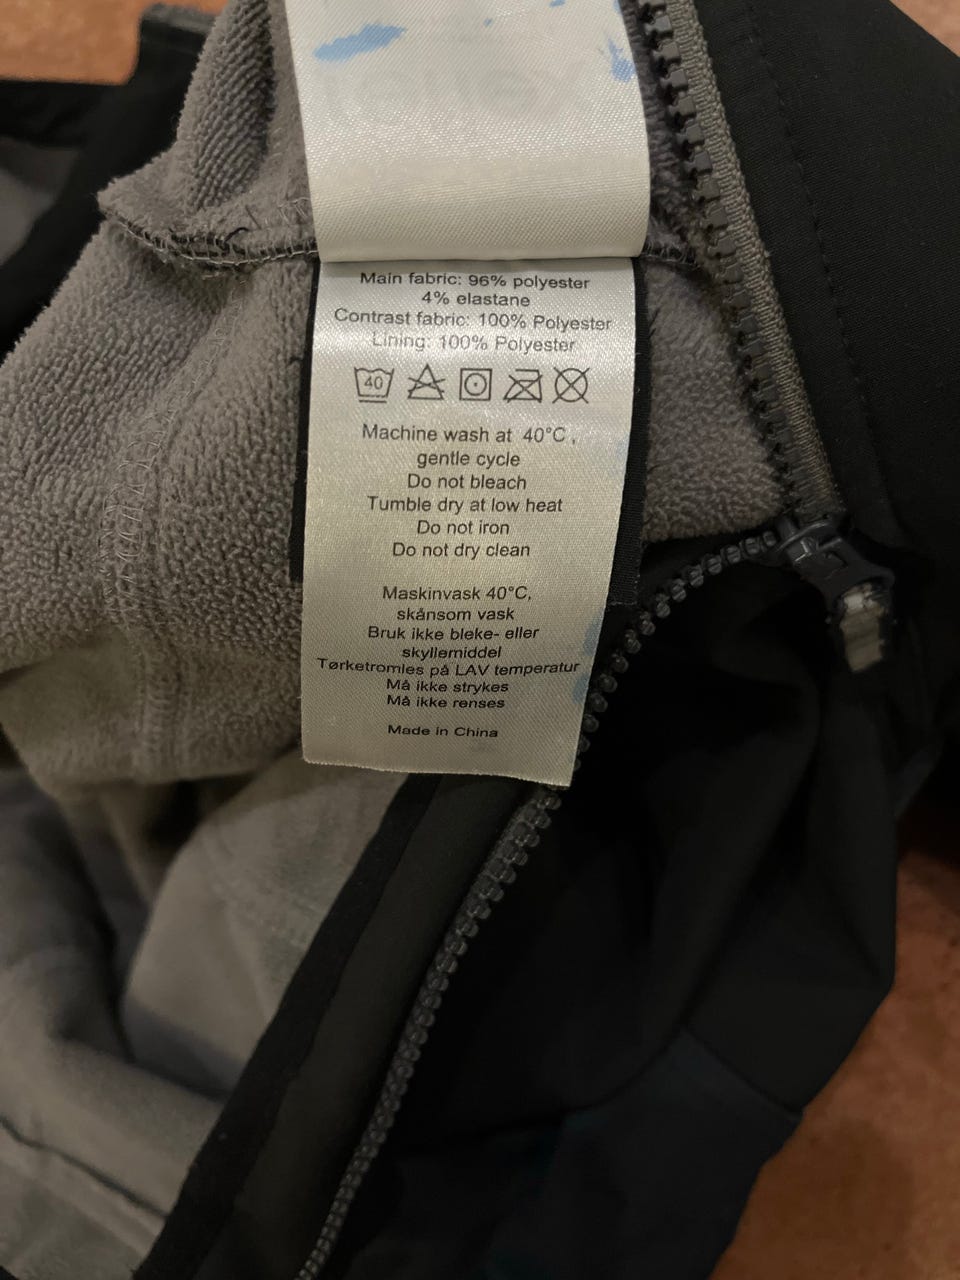 Main fabric: 96% polyester
4% elastane
Contrast fabric: 100% Polyester
Lining: 100% Polyester
40
Machine wash at 40°C ,
gentle cycle
Do not bleach
Tumble dry at low heat
Do not iron
Do not dry clean
Maskinvask 40°C,
skånsom vask
Bruk ikke bleke- eller
skyllemiddel
Tørketromles på LAV temperatur
Må ikke strykes
Må ikke renses
Made in China